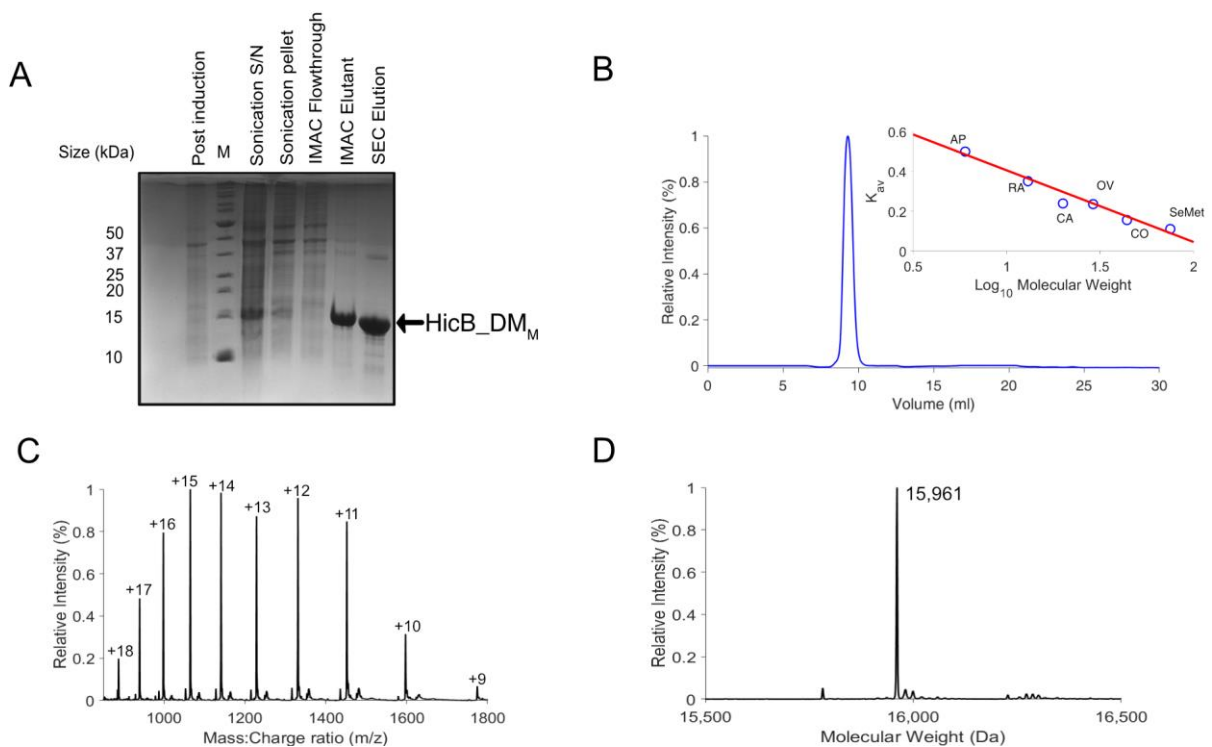 A
Size (kDa)
Post induction
M
Sonication S/N
Sonication pellet
IMAC Flowthrough
IMAC Elutant
SEC Elution
50
37
25
20
15
10
HicB_DM_M
B
Relative Intensity (%)
1
0.8
0.6
0.4
0.2
0
0 5 10 15 20 25 30
Volume (ml)
K_av
0.6
0.4
0.2
0
AP
RA
CA
OV
CO
SeMet
0.5 1 1.5 2
Log₁₀ Molecular Weight
C
Relative Intensity (%)
1
0.8
0.6
0.4
0.2
0
+18
+17
+16
+15
+14
+13
+12
+11
+10
+9
1000 1200 1400 1600 1800
Mass:Charge ratio (m/z)
D
Relative Intensity (%)
1
0.8
0.6
0.4
0.2
0
15,961
15,500 16,000 16,500
Molecular Weight (Da)